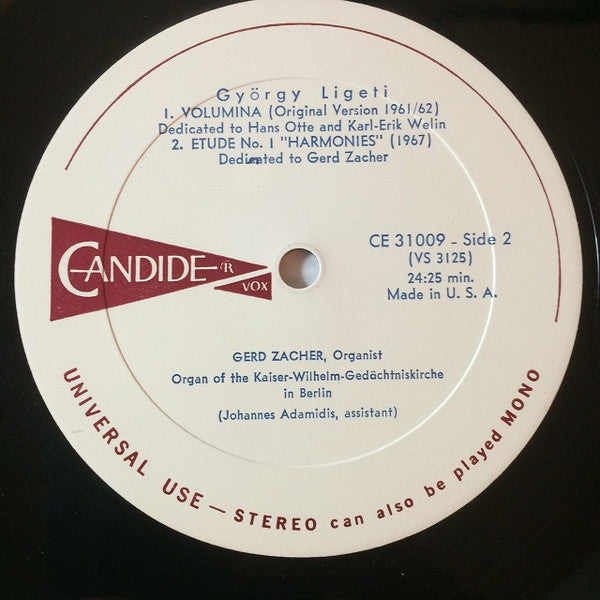 György Ligeti
1. VOLUMINA (Original Version 1961/62)
Dedicated to Hans Otte and Karl-Erik Welin
2. ETUDE No. 1 "HARMONIES" (1967)
Dedicated to Gerd Zacher
CANDIDE R
VOX
CE 31009 - Side 2
(VS 3125)
24:25 min.
Made in U. S. A.
GERD ZACHER, Organist
Organ of the Kaiser-Wilhelm-Gedächtniskirche
in Berlin
(Johannes Adamidis, assistant)
UNIVERSAL USE — STEREO can also be played MONO